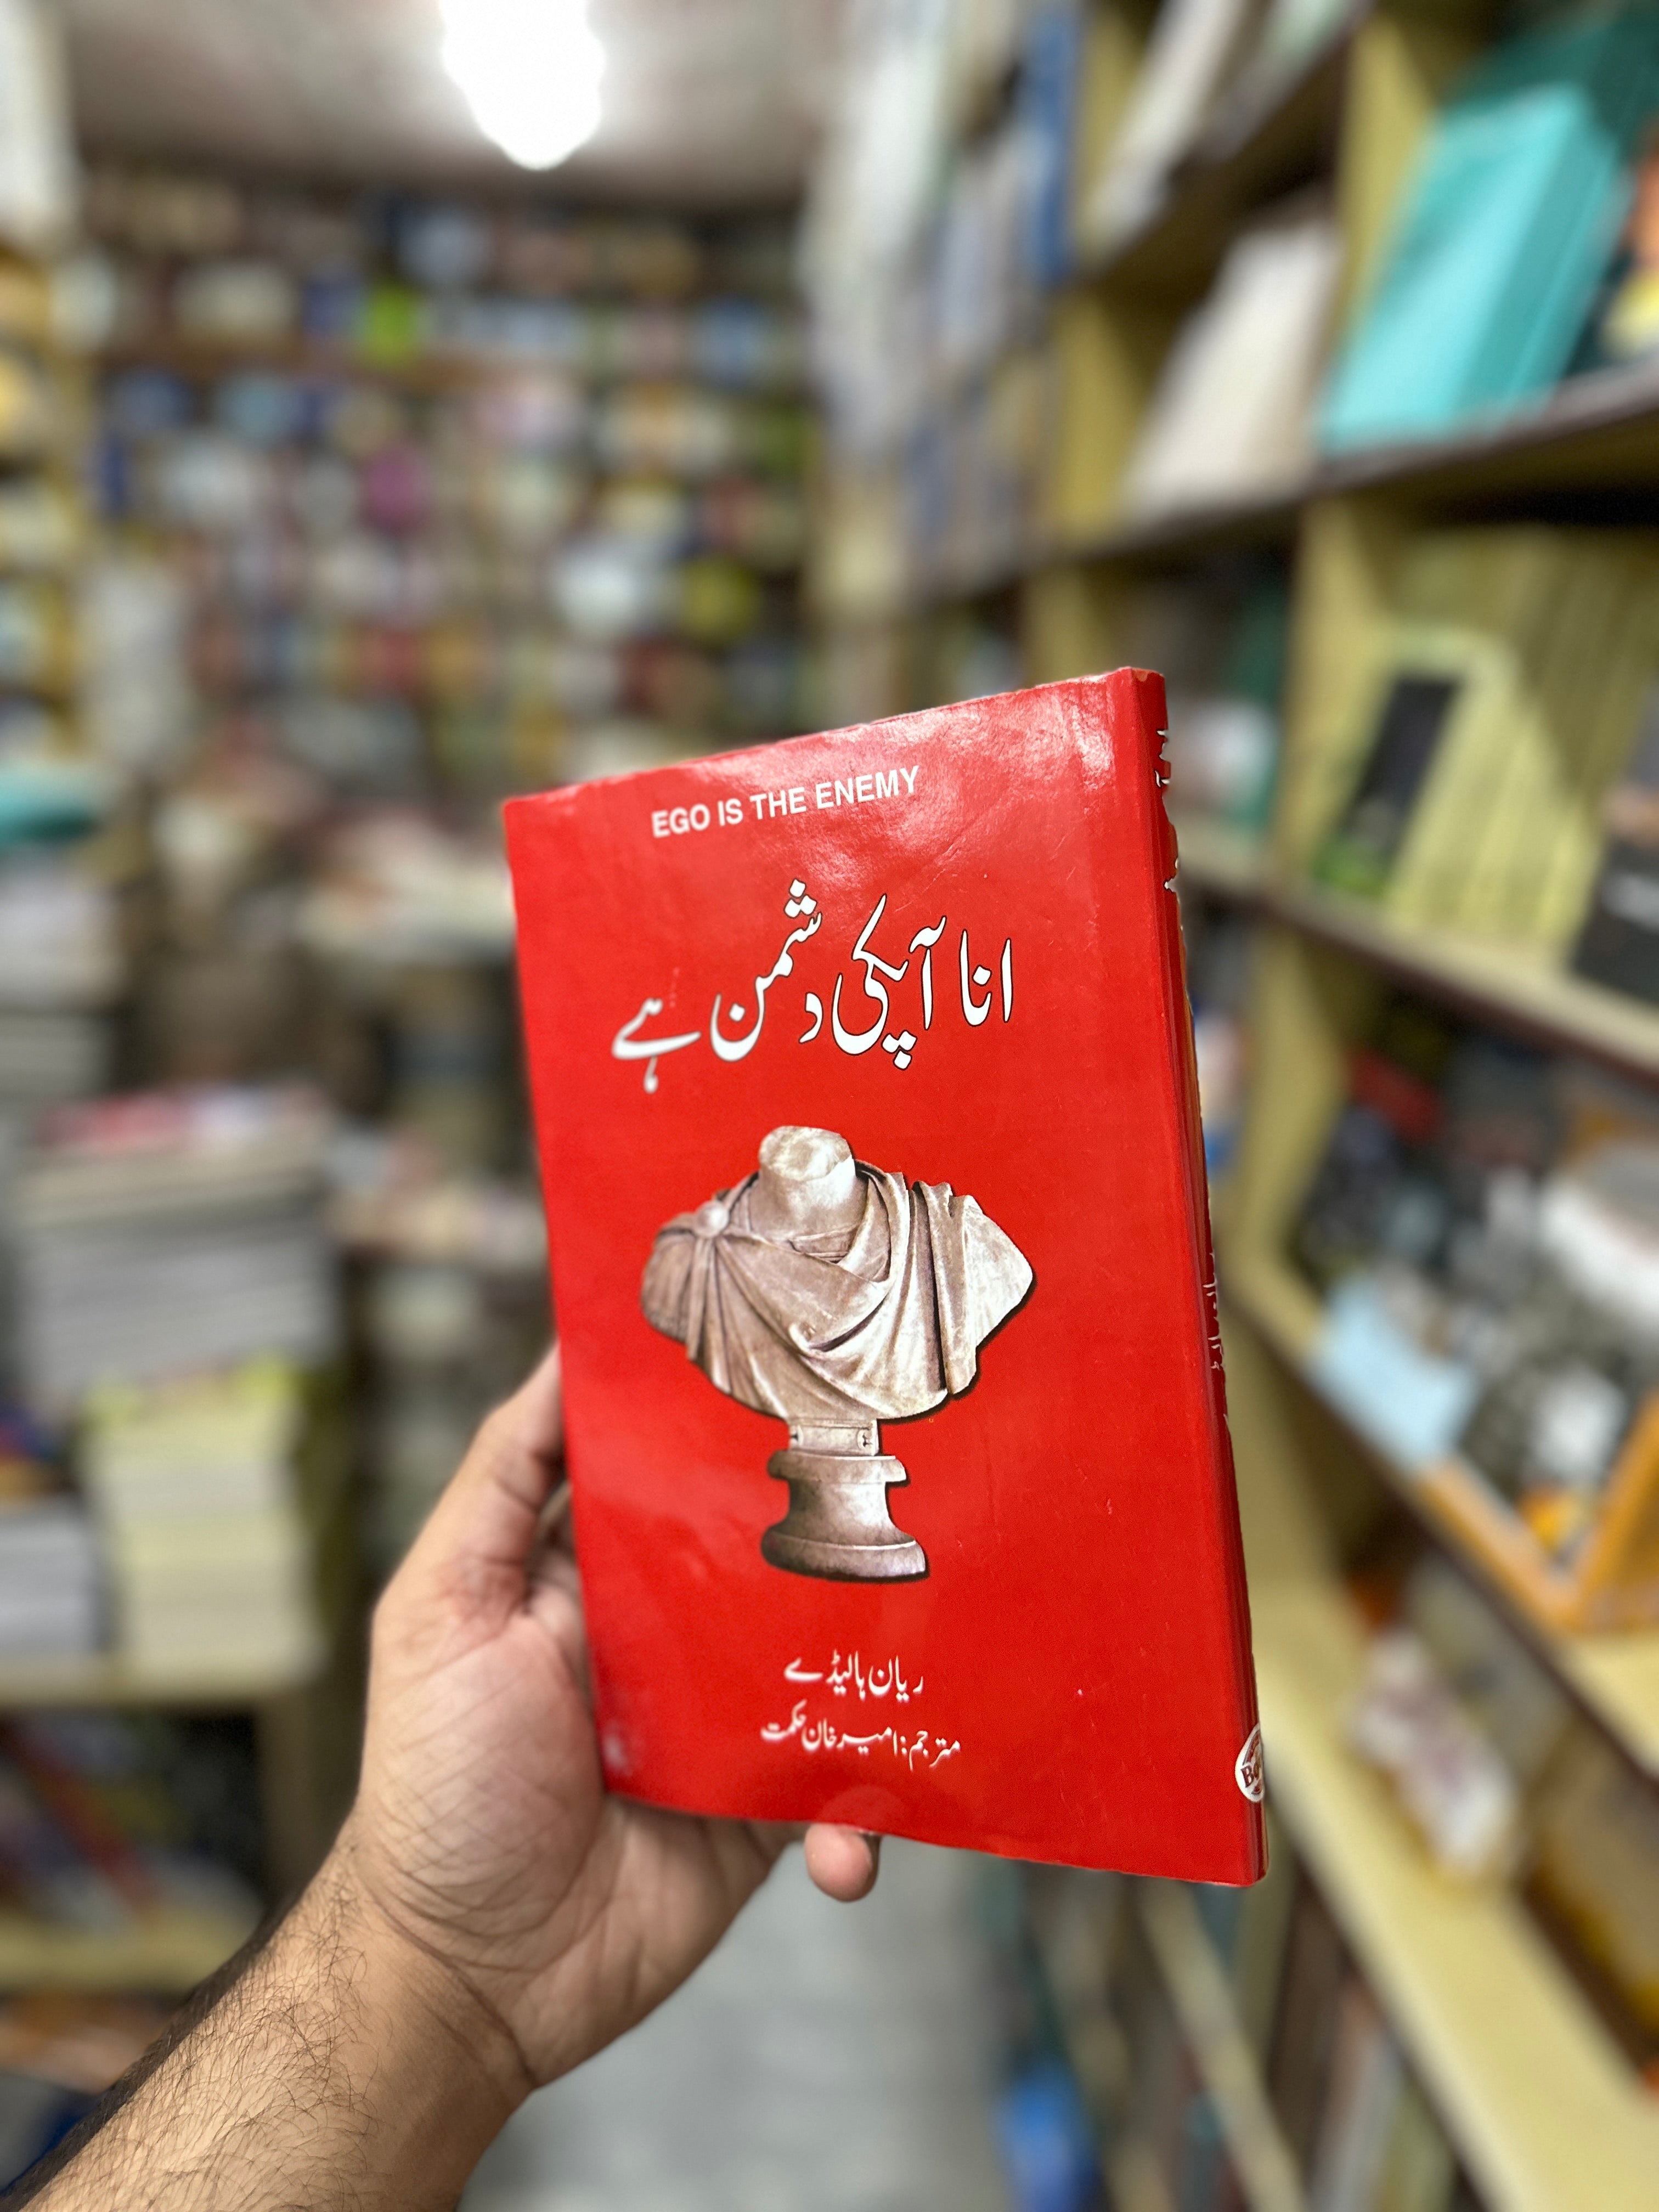 EGO IS THE ENEMY
انا آپکی دشمن ہے
ریان ہالیڈے
مترجم: امیر خان حکمت